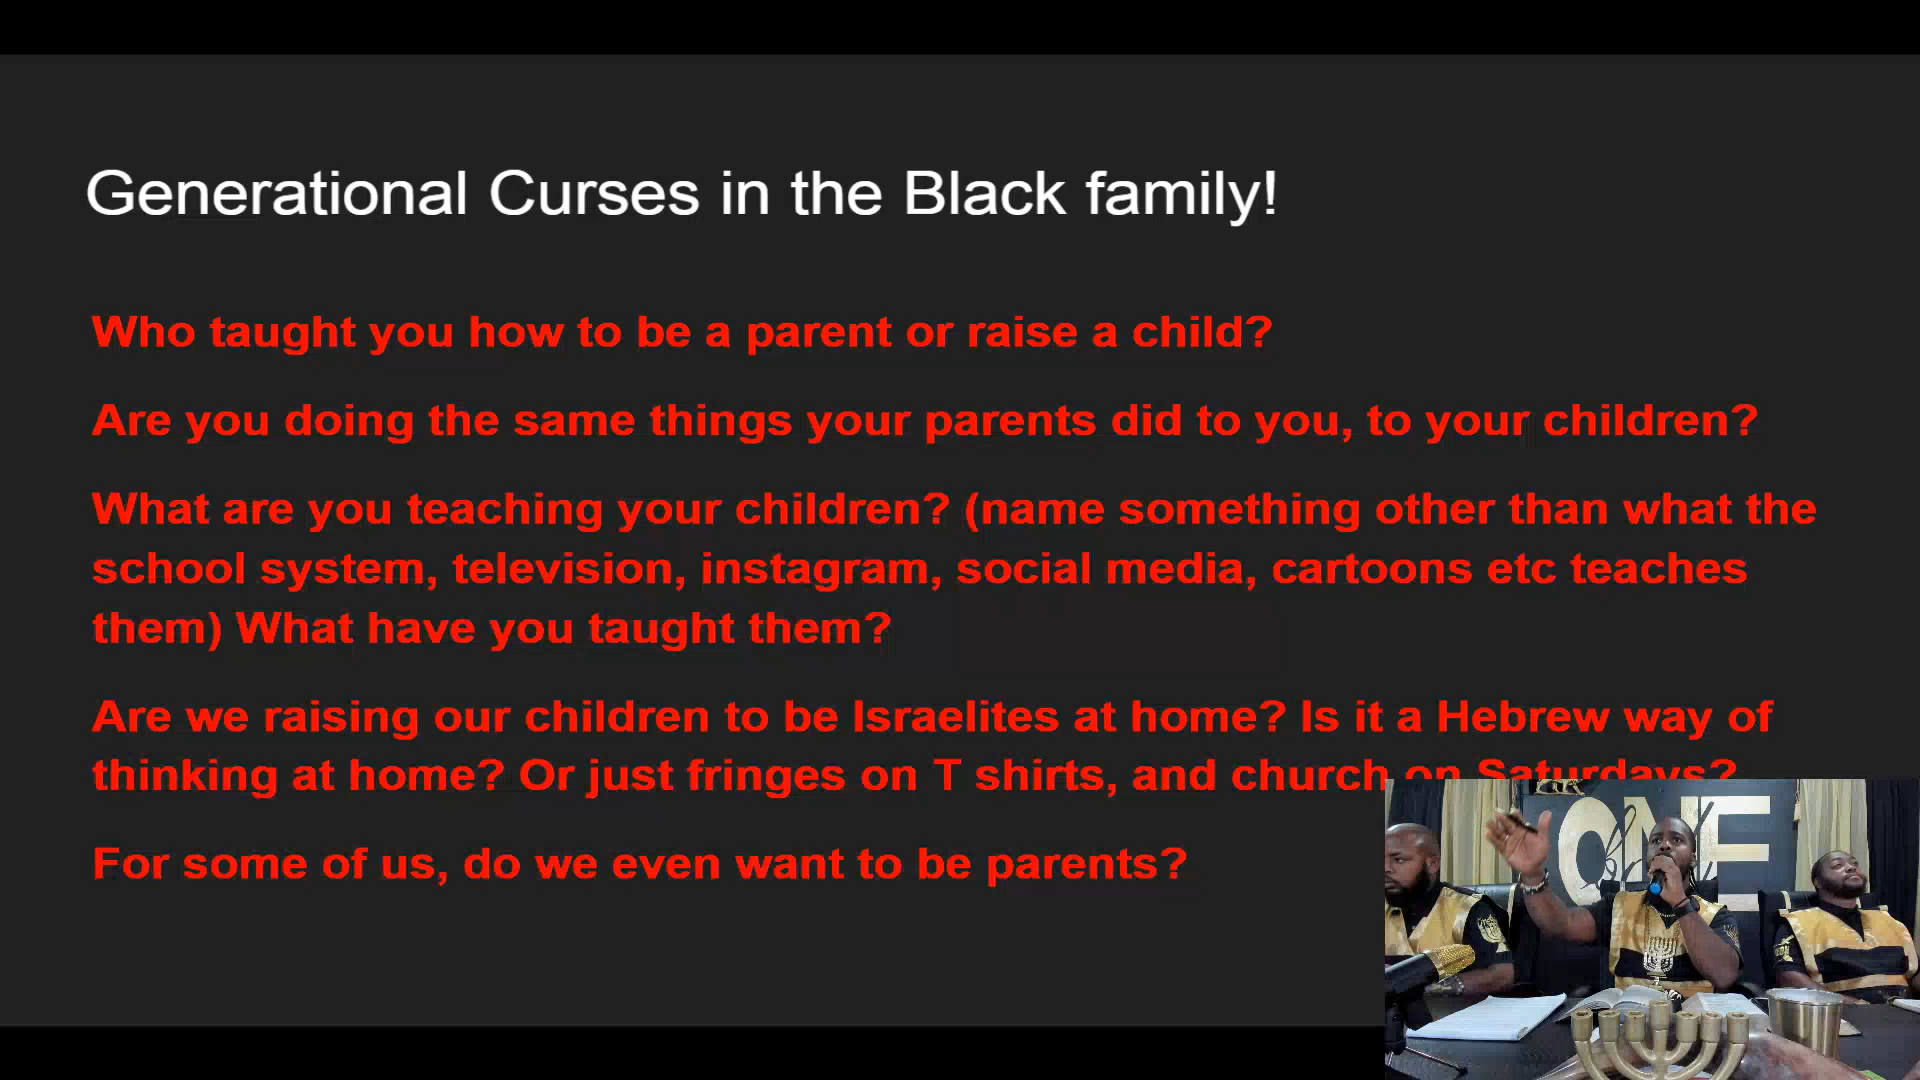 Generational Curses in the Black family!
Who taught you how to be a parent or raise a child?
Are you doing the same things your parents did to you, to your children?
What are you teaching your children? (name something other than what the
school system, television, instagram, social media, cartoons etc teaches
them) What have you taught them?
Are we raising our children to be Israelites at home? Is it a Hebrew way of
thinking at home? Or just fringes on T shirts, and church on Saturdays?
For some of us, do we even want to be parents?
ONE